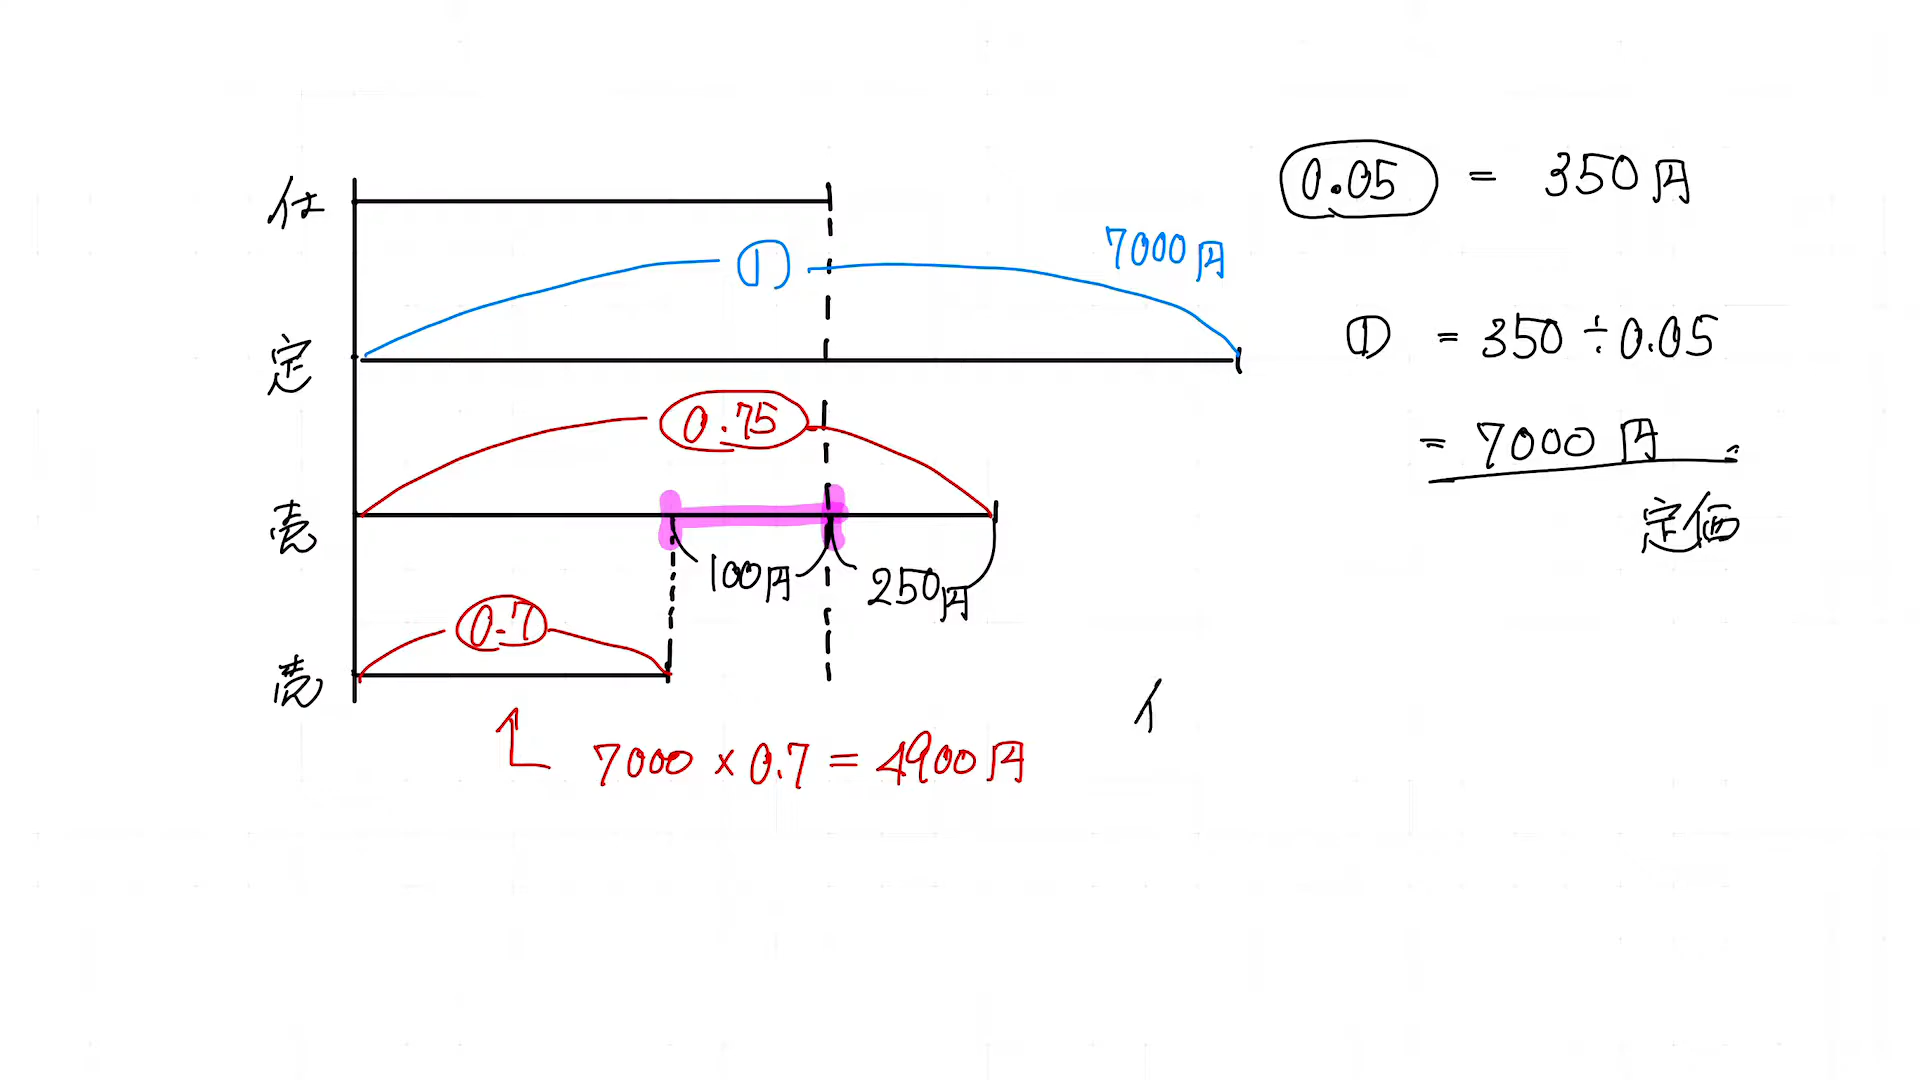 仕
0.05 = 350円
① 7000円
定
① = 350÷0.05
0.75
= 7000円
定価
売
100円 250円
0.7
売
イ
7000×0.7=4900円